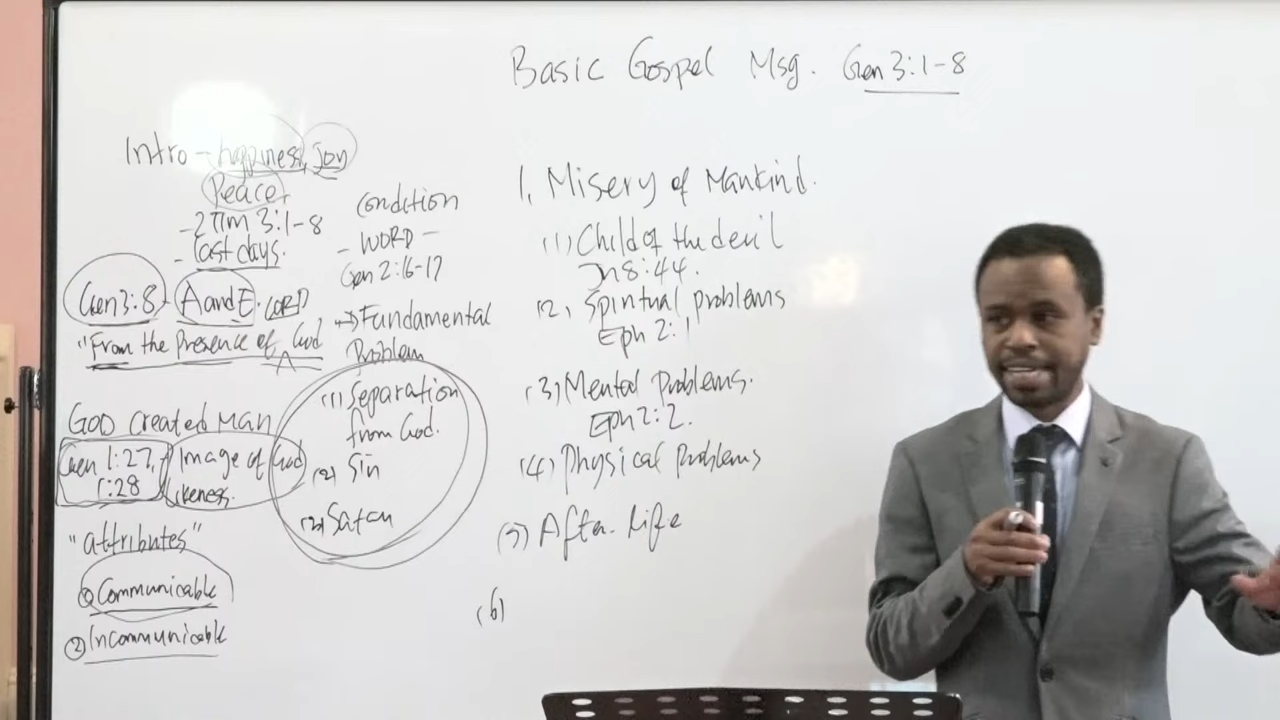 Basic Gospel Msg. Gen 3:1-8
Intro - happiness, Joy
Peace,
- 2 Tim 3:1-8
- last days.
Gen 3:8 - A and E. LORD
"From the Presence of God
GOD created MAN
Gen 1:27,
1:28
Image of God
Likeness.
"attributes"
① Communicable
② Incommunicable
Condition
- WORD -
Gen 2:16-17
Fundamental
Problem
(1) Separation
from God.
(2) Sin
(3) Satan
1, Misery of Mankind.
(1) Child of the devil
Jn 8:44.
(2, Spiritual problems
Eph 2:1
(3) Mental Problems.
Eph 2:2.
(4) Physical Problems
(5) After. life
(6)